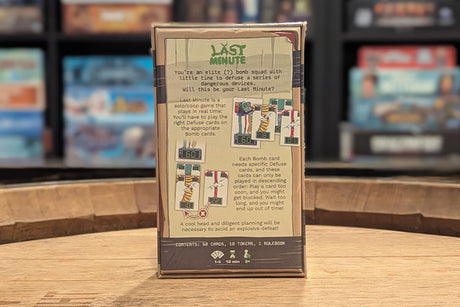 LAST
MINUTE
You're an elite (?) bomb squad with
little time to defuse a series of
dangerous devices.
Will this be your Last Minute?
Last Minute is a
solo/coop game that
plays in real time:
You'll have to play the
right Defuse cards on
the appropriate
Bomb cards.
Each Bomb card
needs specific Defuse
cards, and these
cards can only be
played in descending
order: Play a card too
soon, and you might
get blocked. Wait too
long, and you might
end up out of time!
A cool head and diligent planning will be
necessary to avoid an explosive defeat!
CONTENTS: 58 CARDS, 18 TOKENS, 1 RULEBOOK